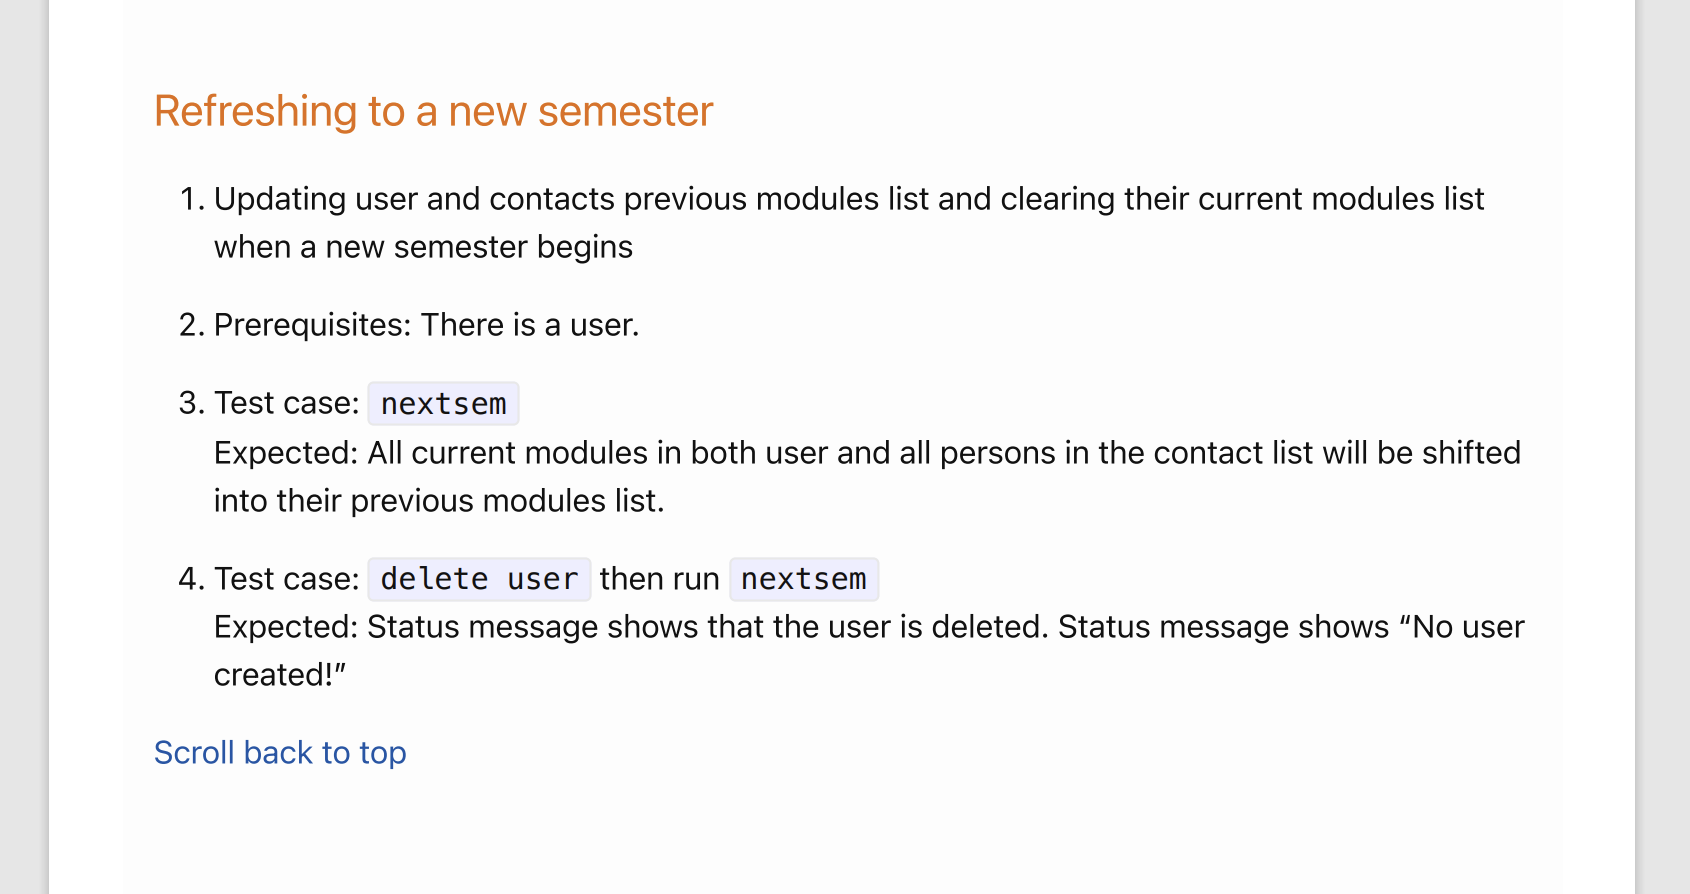 Refreshing to a new semester
1. Updating user and contacts previous modules list and clearing their current modules list
when a new semester begins
2. Prerequisites: There is a user.
3. Test case: nextsem
Expected: All current modules in both user and all persons in the contact list will be shifted
into their previous modules list.
4. Test case: delete user then run nextsem
Expected: Status message shows that the user is deleted. Status message shows “No user
created!”
Scroll back to top